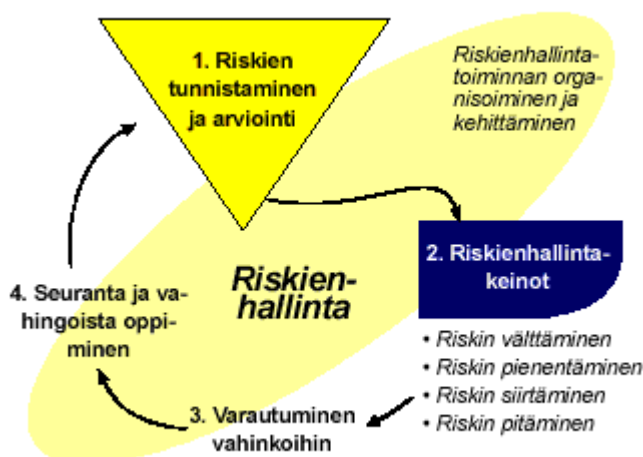 1. Riskien
tunnistaminen
ja arviointi
Riskienhallinta-
toiminnan orga-
nisoiminen ja
kehittäminen
2. Riskienhallinta-
keinot
• Riskin välttäminen
• Riskin pienentäminen
• Riskin siirtäminen
• Riskin pitäminen
3. Varautuminen
vahinkoihin
4. Seuranta ja va-
hingoista oppi-
minen
Riskien-
hallinta